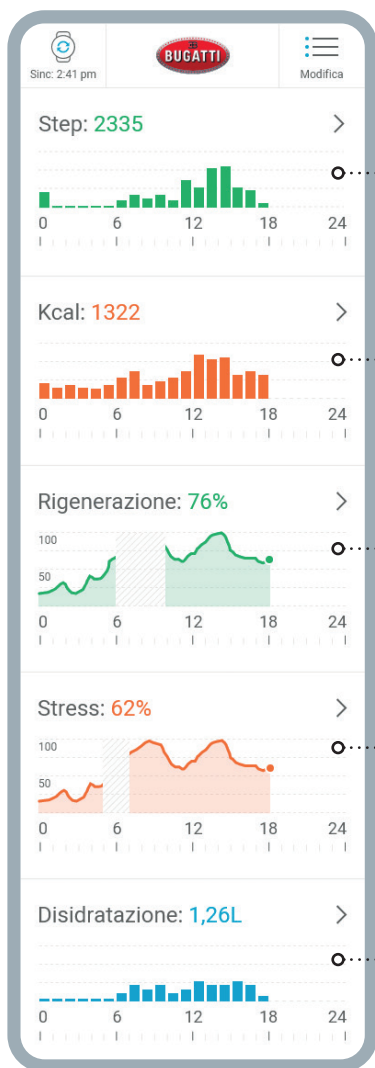 Sinc: 2:41 pm
BUGATTI
Modifica
Step: 2335
0 6 12 18 24
Kcal: 1322
0 6 12 18 24
Rigenerazione: 76%
100
50
0 6 12 18 24
Stress: 62%
100
50
0 6 12 18 24
Disidratazione: 1,26L
0 6 12 18 24